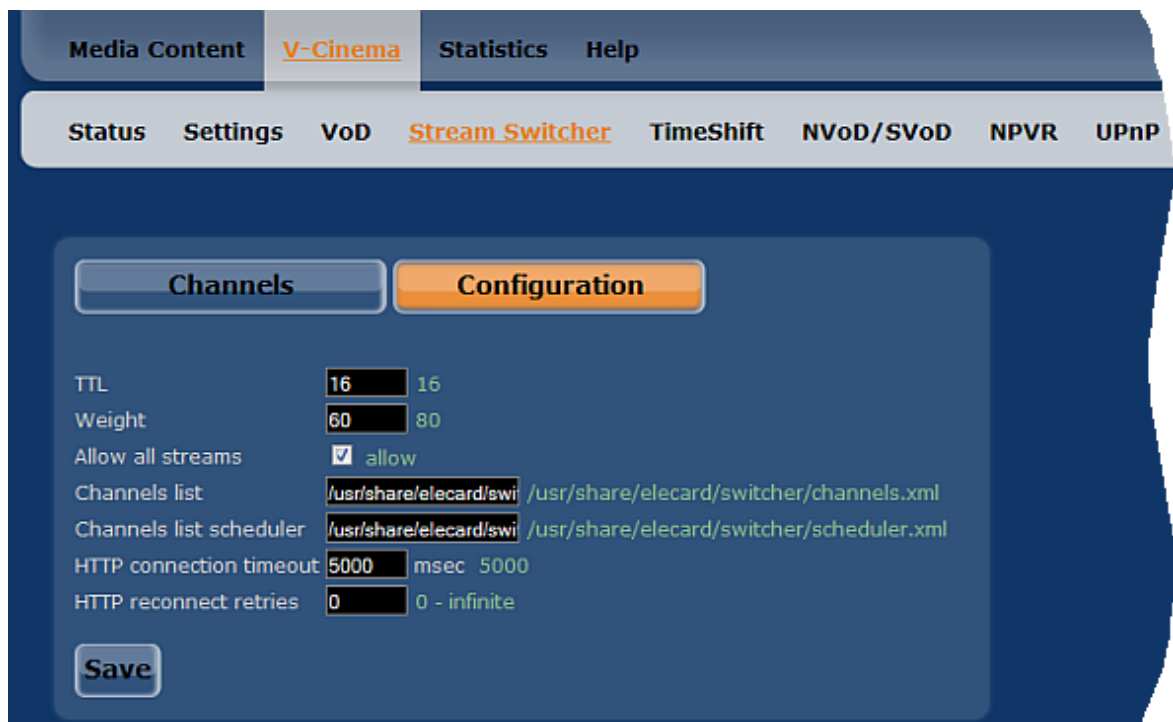 Media Content V-Cinema Statistics Help
Status Settings VoD Stream Switcher TimeShift NVoD/SVoD NPVR UPnP
Channels Configuration
TTL 16 16
Weight 60 80
Allow all streams allow
Channels list /usr/share/elecard/swi /usr/share/elecard/switcher/channels.xml
Channels list scheduler /usr/share/elecard/swi /usr/share/elecard/switcher/scheduler.xml
HTTP connection timeout 5000 msec 5000
HTTP reconnect retries 0 0 - infinite
Save